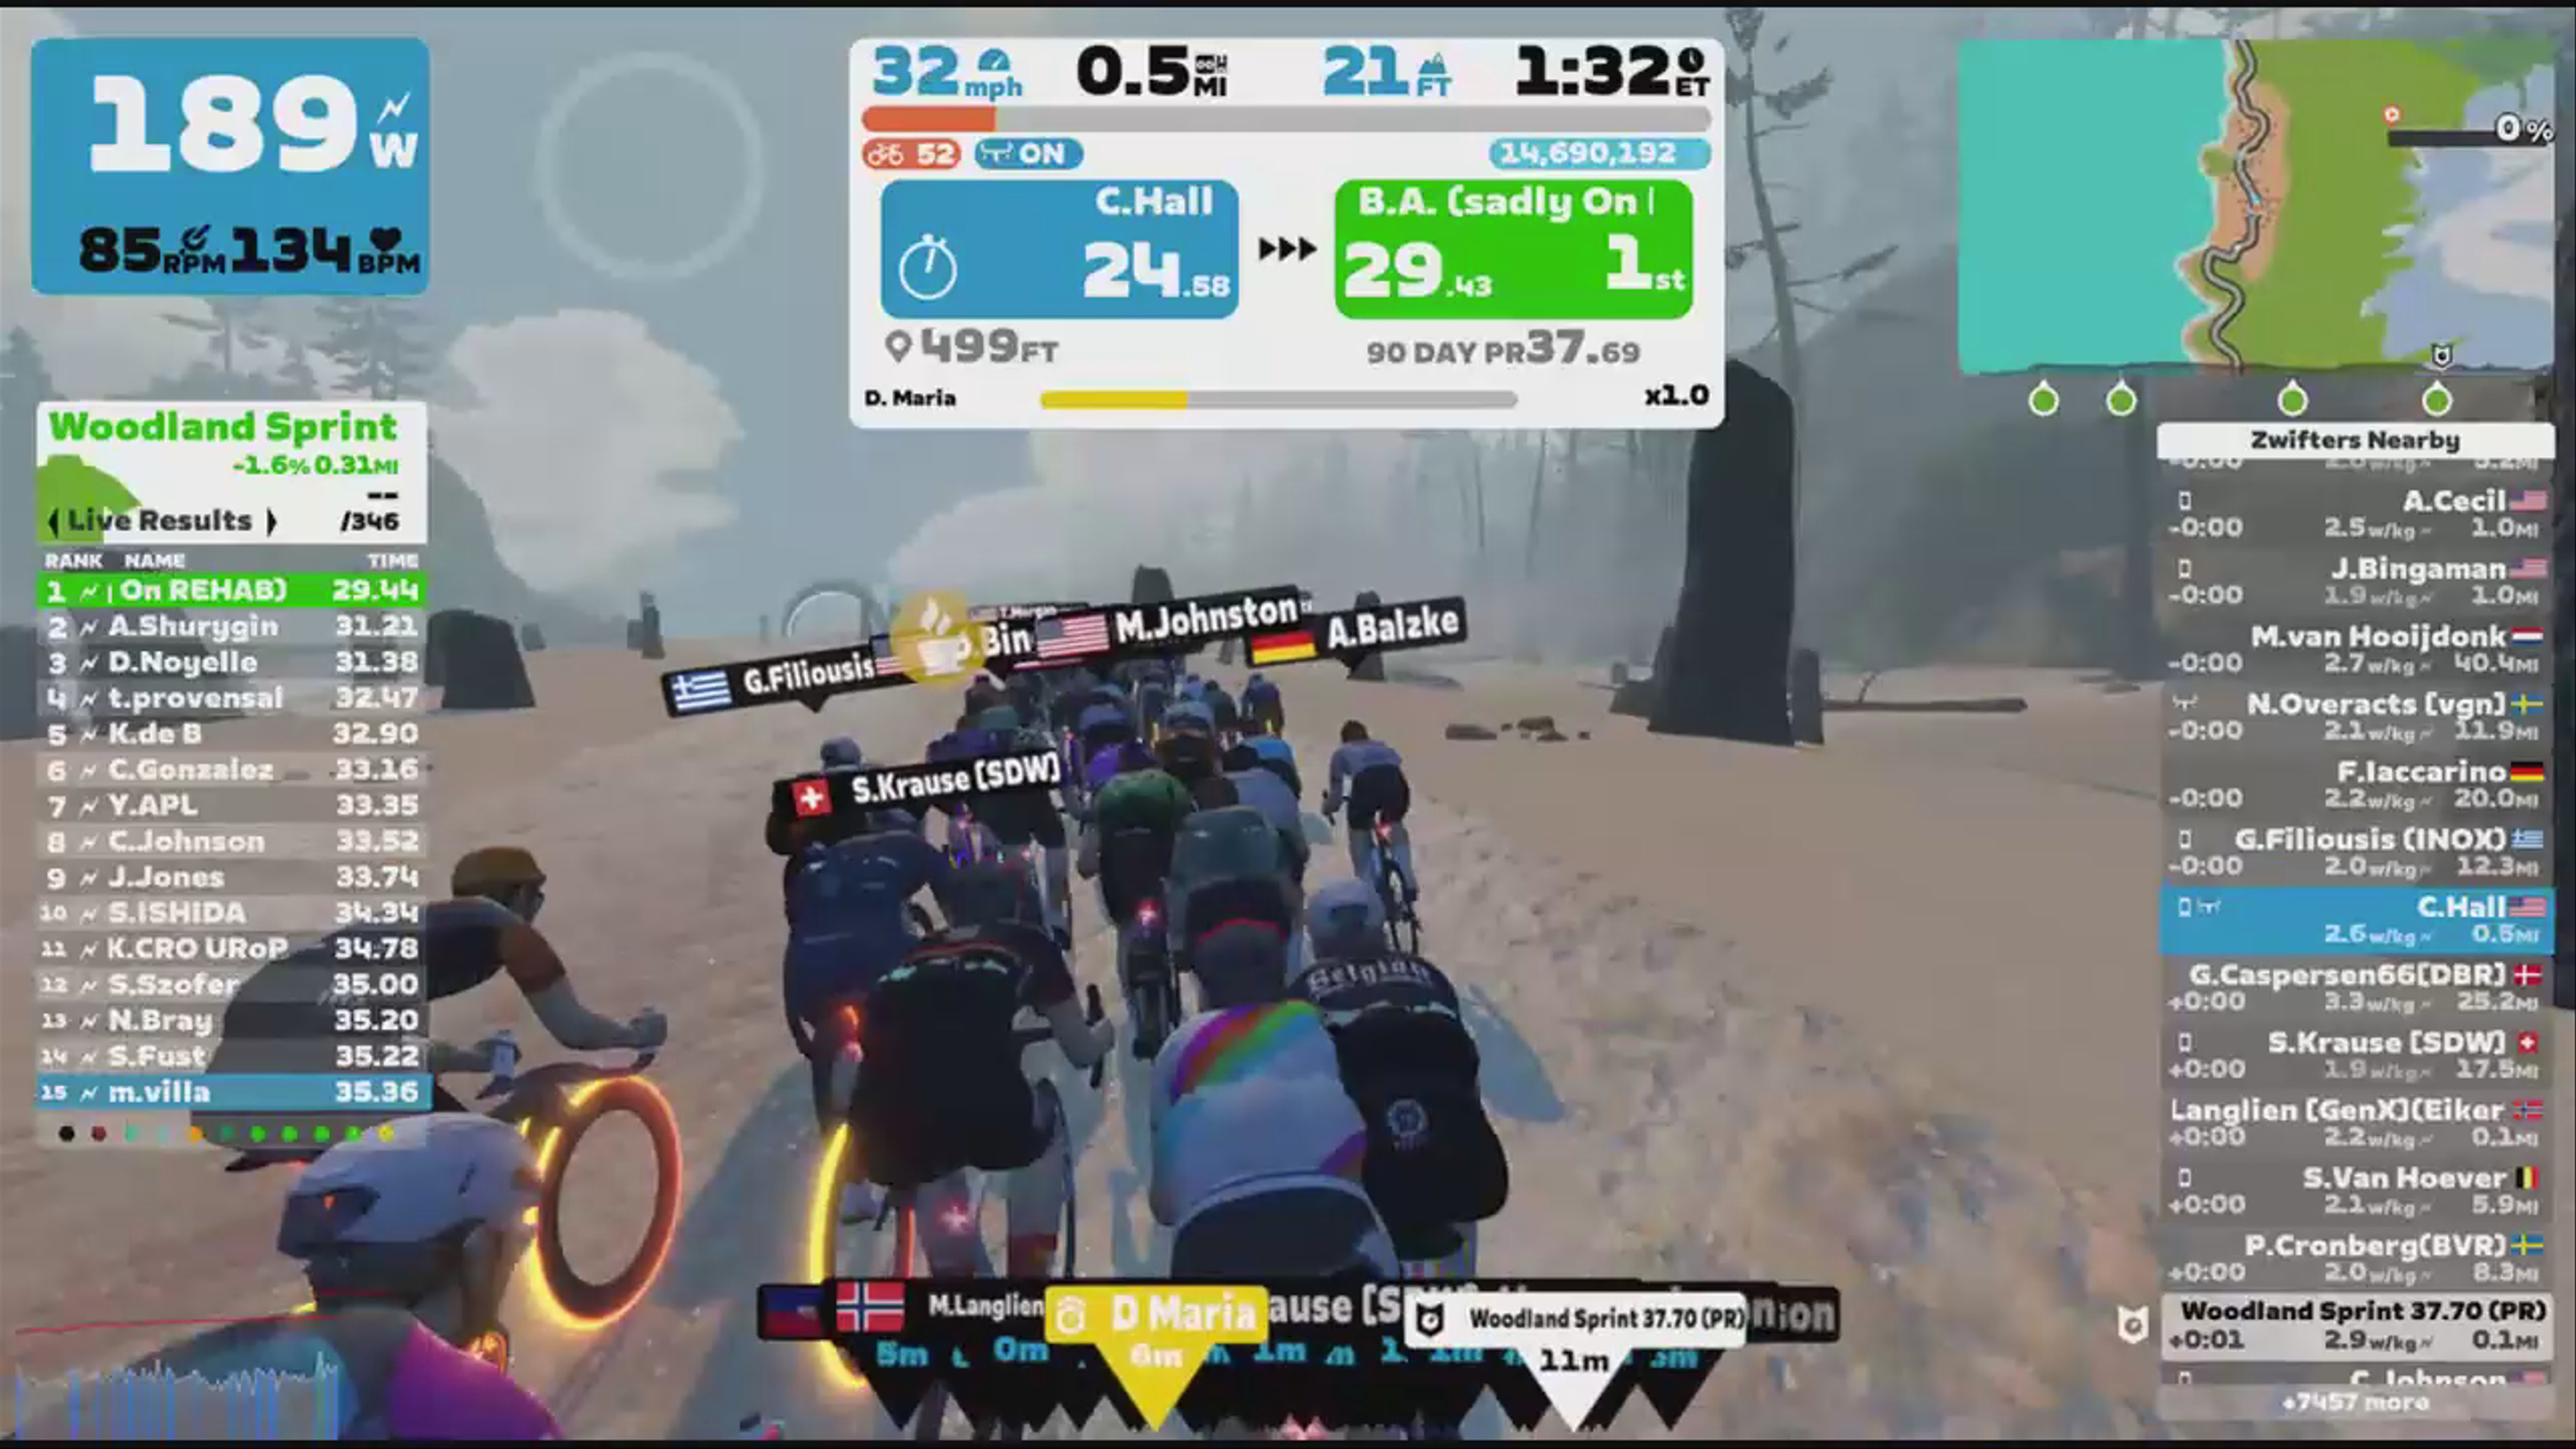 189 W
85 RPM 134 BPM
32 mph 0.5 MI 21 FT 1:32 ET
52 ON 14,690,192
C.Hall
24.58
B.A. (sadly On
29.43 1st
499FT
90 DAY PR 37.69
D. Maria x1.0
0%
Woodland Sprint
-1.6% 0.31MI
--
Live Results /346
RANK NAME TIME
1 On REHAB) 29.44
2 A.Shurygin 31.21
3 D.Noyelle 31.38
4 t.provensal 32.47
5 K.de B 32.90
6 C.Gonzalez 33.16
7 Y.APL 33.35
8 C.Johnson 33.52
9 J.Jones 33.74
10 S.ISHIDA 34.34
11 K.CRO URoP 34.78
12 S.Szofer 35.00
13 N.Bray 35.20
14 S.Fust 35.22
15 m.villa 35.36
G.Filiousis
Bin
M.Johnston
A.Balzke
S.Krause [SDW]
Belgian
Zwifters Nearby
A.Cecil
-0:00 2.5w/kg 1.0MI
J.Bingaman
-0:00 1.9w/kg 1.0MI
M.van Hooijdonk
-0:00 2.7w/kg 40.4MI
N.Overacts [vgn]
-0:00 2.1w/kg 11.9MI
F.Iaccarino
-0:00 2.2w/kg 20.0MI
G.Filiousis (INOX)
-0:00 2.0w/kg 12.3MI
C.Hall
2.6w/kg 0.5MI
G.Caspersen66[DBR]
+0:00 3.3w/kg 25.2MI
S.Krause [SDW]
+0:00 1.9w/kg 17.5MI
Langlien [GenX](Eiker
+0:00 2.2w/kg 0.1MI
S.Van Hoever
+0:00 2.1w/kg 5.9MI
P.Cronberg(BVR)
+0:00 2.0w/kg 8.3MI
Woodland Sprint 37.70 (PR)
+0:01 2.9w/kg 0.1MI
C.Johnson
+7457 more
M.Langlien D Maria ause [S Woodland Sprint 37.70 (PR) nion
5m 0m 6m 1m 11m 3m